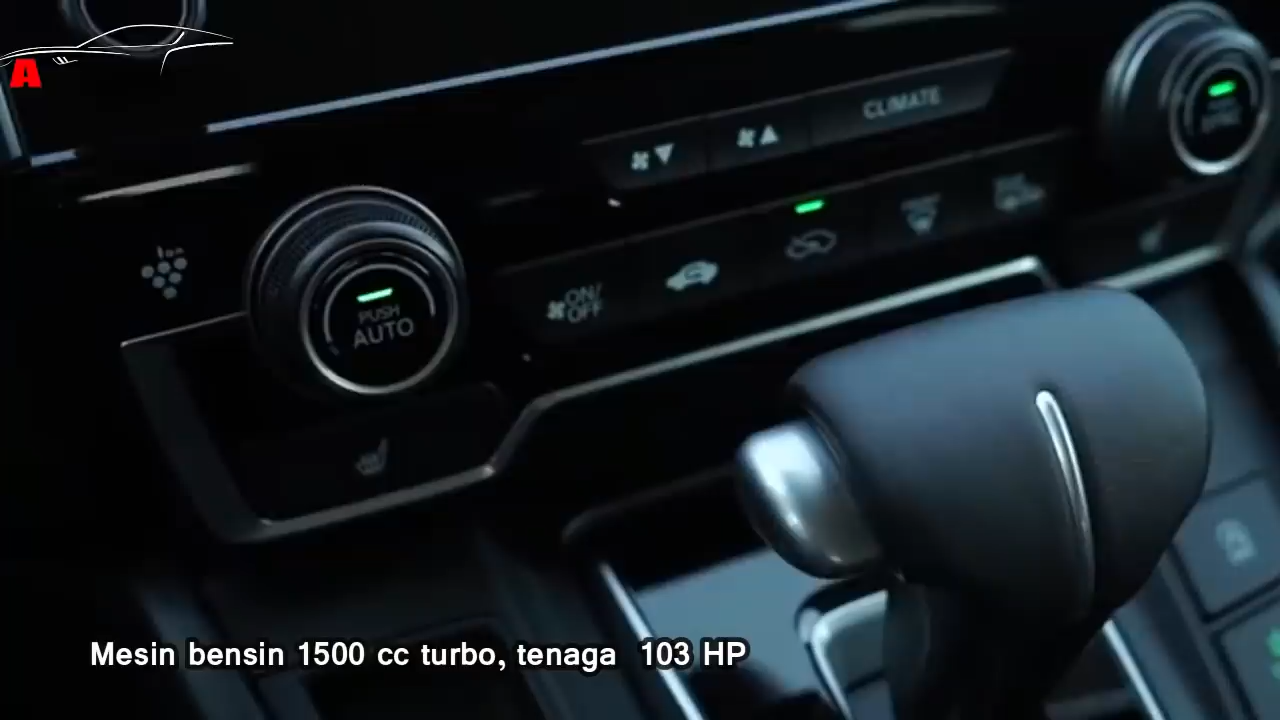 A
CLIMATE
ON/
OFF
PUSH
AUTO
Mesin bensin 1500 cc turbo, tenaga 103 HP